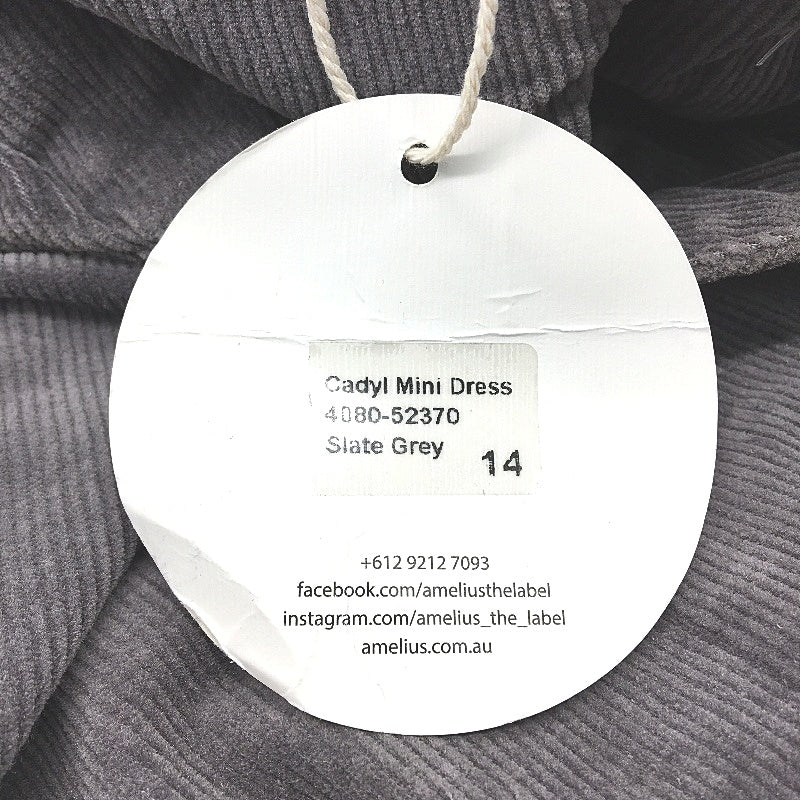 Cadyl Mini Dress
4080-52370
Slate Grey
14
+612 9212 7093
facebook.com/ameliusthelabel
instagram.com/amelius_the_label
amelius.com.au